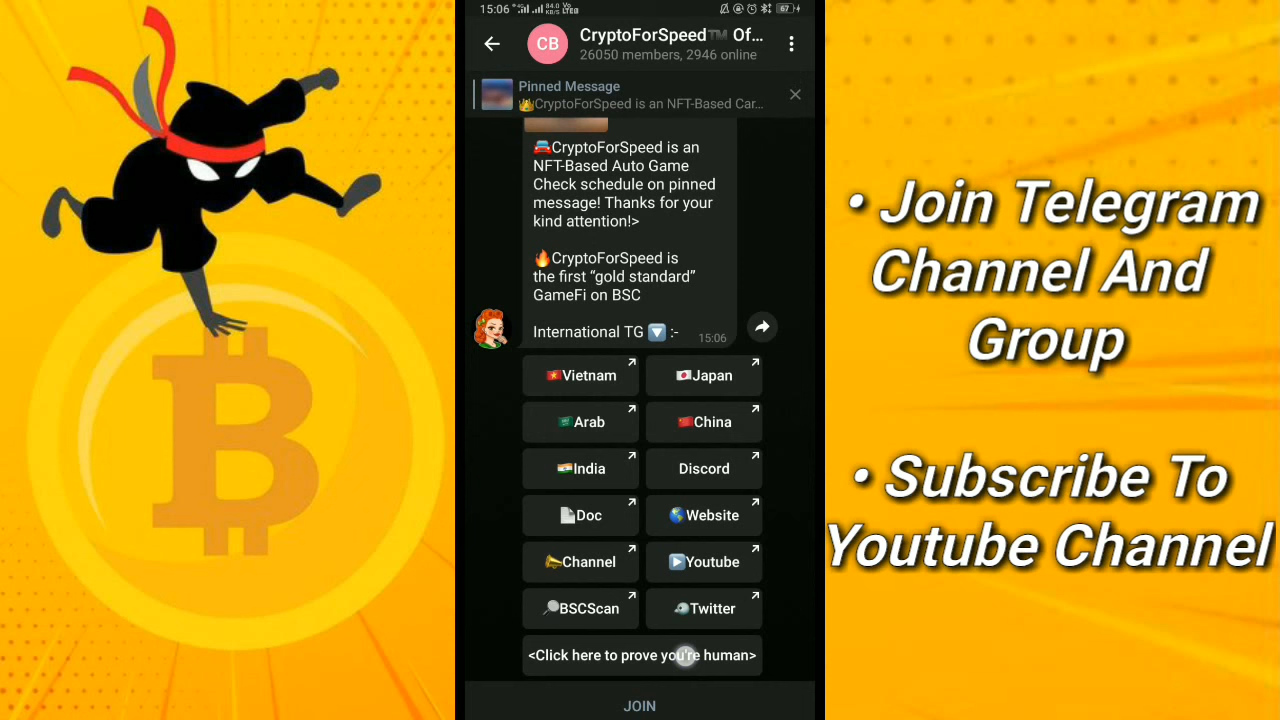 15:06
84.0
KB/S
67
CB
CryptoForSpeed™️ Of...
26050 members, 2946 online
Pinned Message
👑CryptoForSpeed is an NFT-Based Car...
🚘CryptoForSpeed is an
NFT-Based Auto Game
Check schedule on pinned
message! Thanks for your
kind attention!>
🔥CryptoForSpeed is
the first “gold standard”
GameFi on BSC
International TG 🔽 :-
15:06
🇻🇳Vietnam
🇯🇵Japan
🇸🇦Arab
🇨🇳China
🇮🇳India
Discord
📄Doc
🌎Website
📣Channel
▶️Youtube
🔎BSCScan
🐦Twitter
<Click here to prove you're human>
JOIN
• Join Telegram
Channel And
Group
• Subscribe To
Youtube Channel